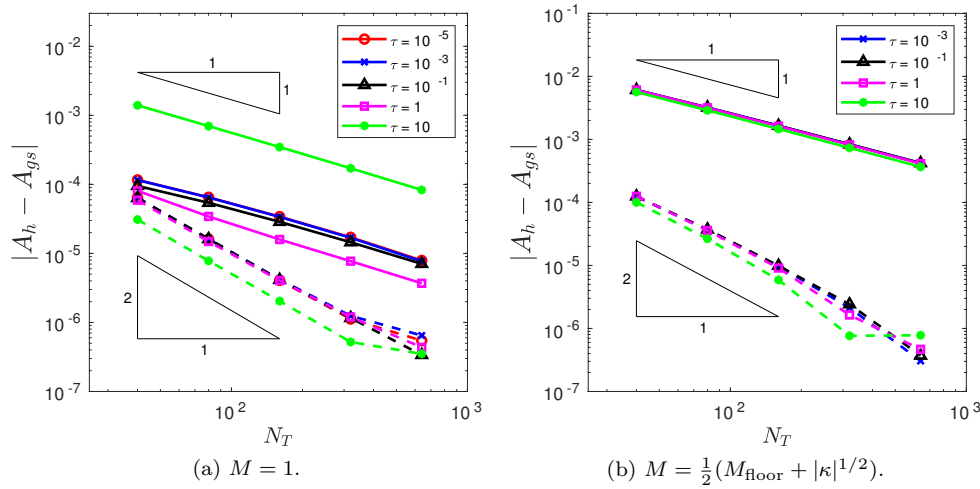 10^-2
10^-3
10^-4
10^-5
10^-6
10^-7
|A_h − A_gs|
1
1
2
1
τ = 10^-5
τ = 10^-3
τ = 10^-1
τ = 1
τ = 10
10^2
10^3
N_T
(a) M = 1.
10^-1
10^-2
10^-3
10^-4
10^-5
10^-6
10^-7
|A_h − A_gs|
1
1
2
1
τ = 10^-3
τ = 10^-1
τ = 1
τ = 10
10^2
10^3
N_T
(b) M = 1/2(M_floor + |κ|^1/2).